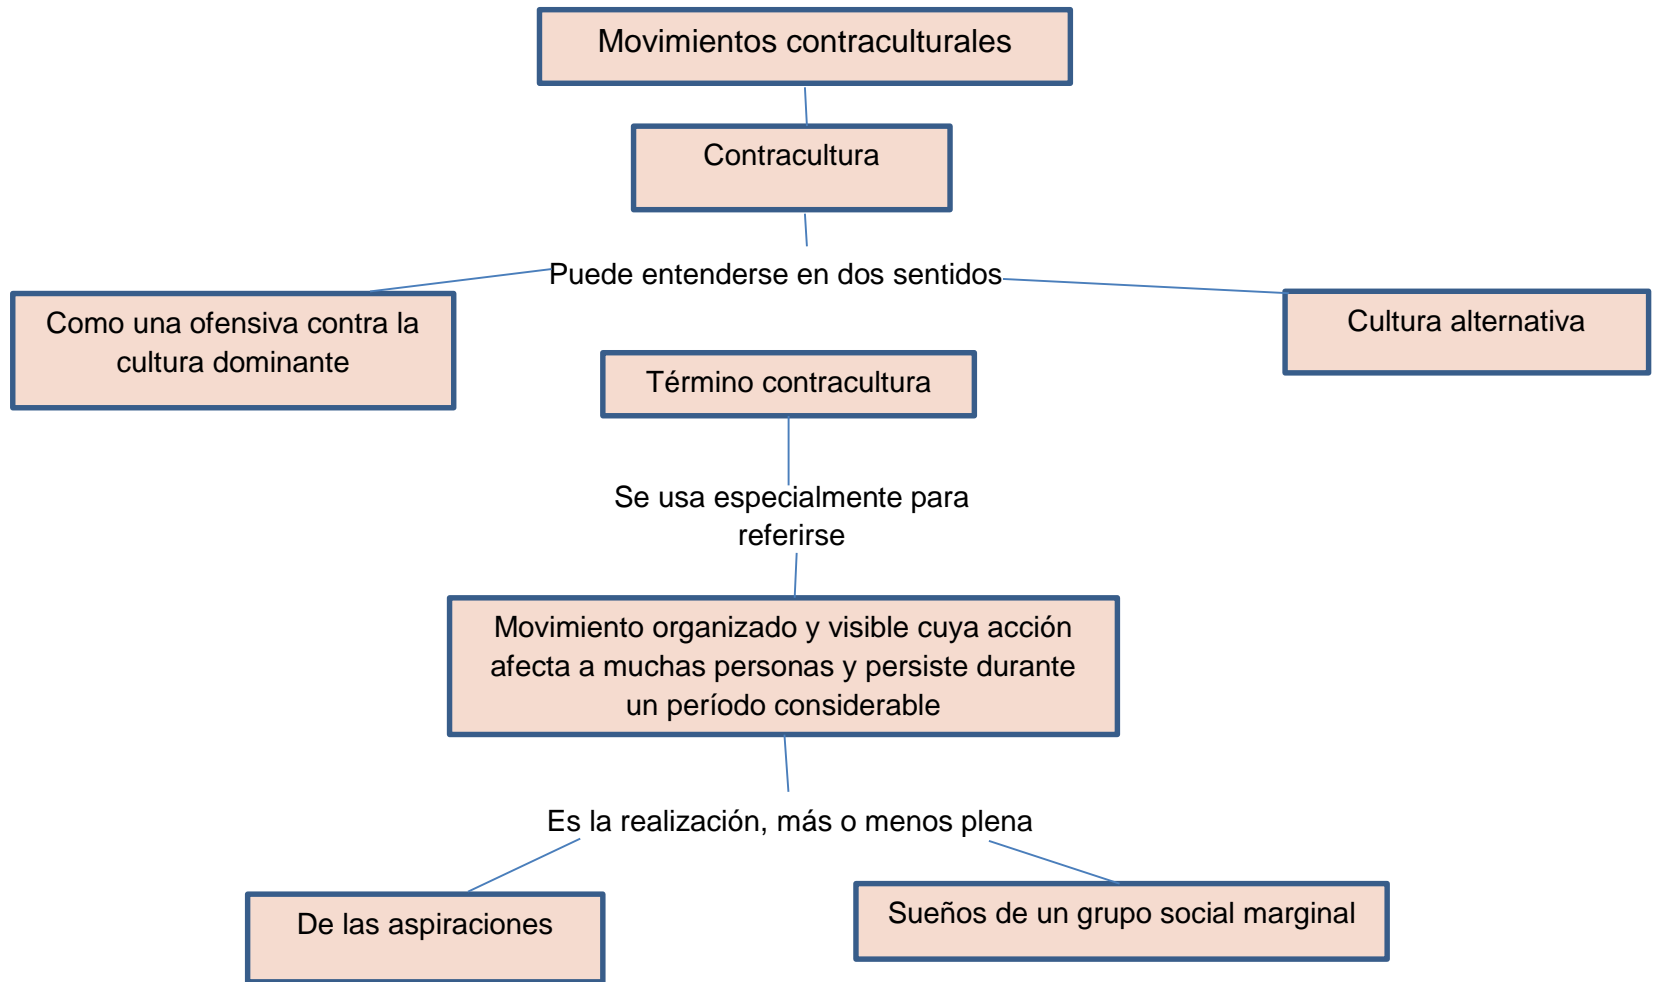 Movimientos contraculturales
Contracultura
Puede entenderse en dos sentidos
Como una ofensiva contra la
cultura dominante
Cultura alternativa
Término contracultura
Se usa especialmente para
referirse
Movimiento organizado y visible cuya acción
afecta a muchas personas y persiste durante
un período considerable
Es la realización, más o menos plena
De las aspiraciones
Sueños de un grupo social marginal